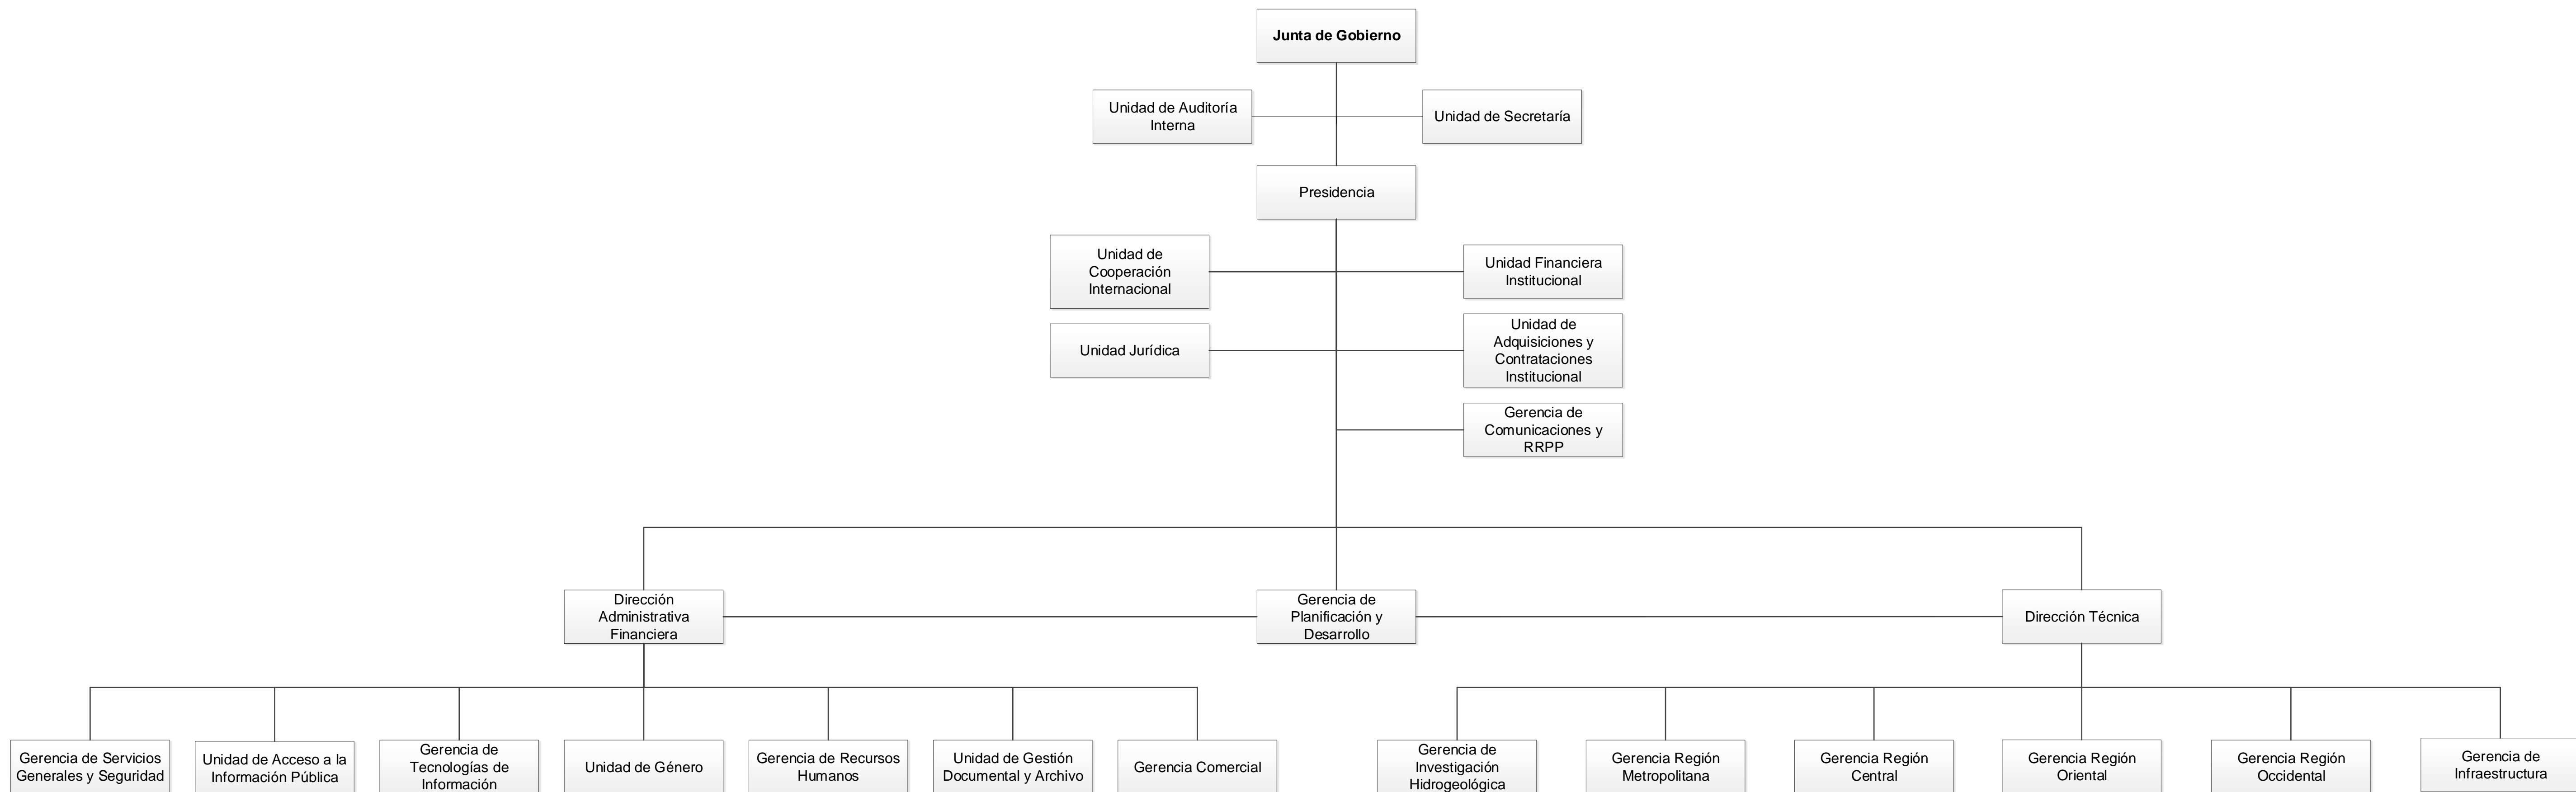 Junta de Gobierno
Unidad de Auditoría
Interna
Unidad de Secretaría
Presidencia
Unidad de
Cooperación
Internacional
Unidad Financiera
Institucional
Unidad Jurídica
Unidad de
Adquisiciones y
Contrataciones
Institucional
Gerencia de
Comunicaciones y
RRPP
Dirección
Administrativa
Financiera
Gerencia de
Planificación y
Desarrollo
Dirección Técnica
Gerencia de Servicios
Generales y Seguridad
Unidad de Acceso a la
Información Pública
Gerencia de
Tecnologías de
Información
Unidad de Género
Gerencia de Recursos
Humanos
Unidad de Gestión
Documental y Archivo
Gerencia Comercial
Gerencia de
Investigación
Hidrogeológica
Gerencia Región
Metropolitana
Gerencia Región
Central
Gerencia Región
Oriental
Gerencia Región
Occidental
Gerencia de
Infraestructura